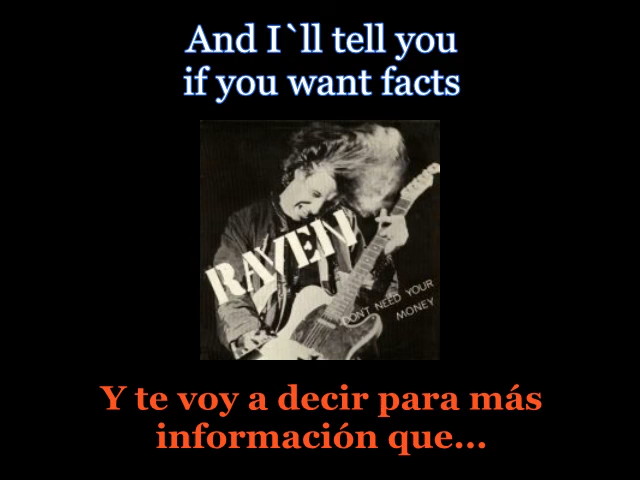 And I`ll tell you
if you want facts
RAVEN
DON'T NEED YOUR
MONEY
Y te voy a decir para más
información que...